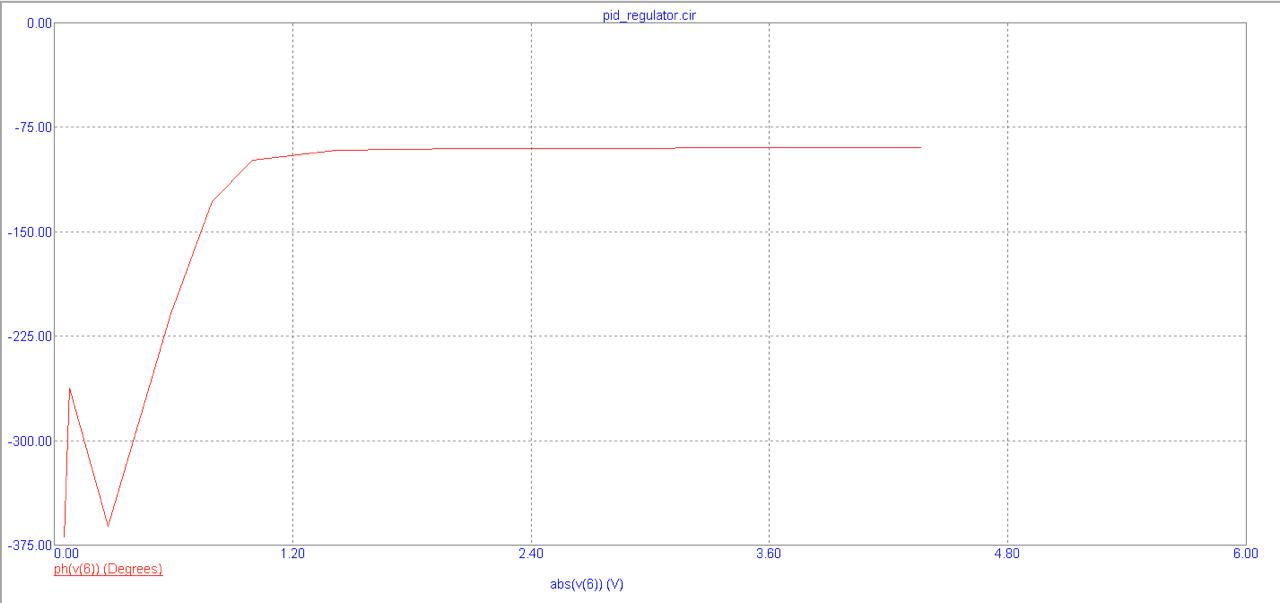 pid_regulator.cir
0.00
-75.00
-150.00
-225.00
-300.00
-375.00
0.00 1.20 2.40 3.60 4.80 6.00
ph(v(6)) (Degrees)
abs(v(6)) (V)